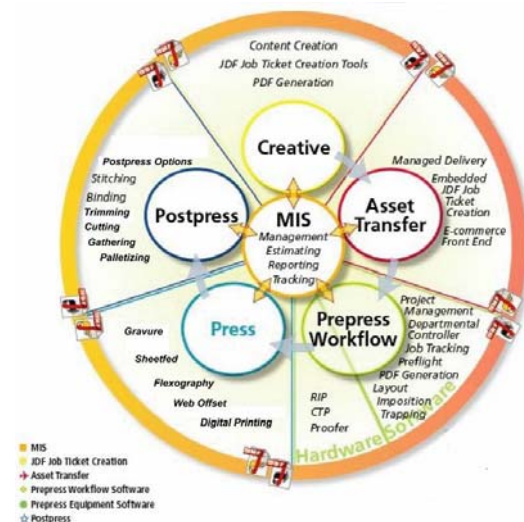 Content Creation
JDF Job Ticket Creation Tools
PDF Generation
Creative
Managed Delivery
Embedded
JDF Job
Ticket
Creation
E-commerce
Front End
Asset
Transfer
Postpress Options
Stitching
Binding
Trimming
Cutting
Gathering
Palletizing
Postpress
MIS
Management
Estimating
Reporting
Tracking
Press
Prepress
Workflow
Project
Management
Departmental
Controller
Job Tracking
Preflight
PDF Generation
Layout
Imposition
Trapping
Gravure
Sheetfed
Flexography
Web Offset
Digital Printing
RIP
CTP
Proofer
Hardware
Software
MIS
JDF Job Ticket Creation
Asset Transfer
Prepress Workflow Software
Prepress Equipment Software
Postpress